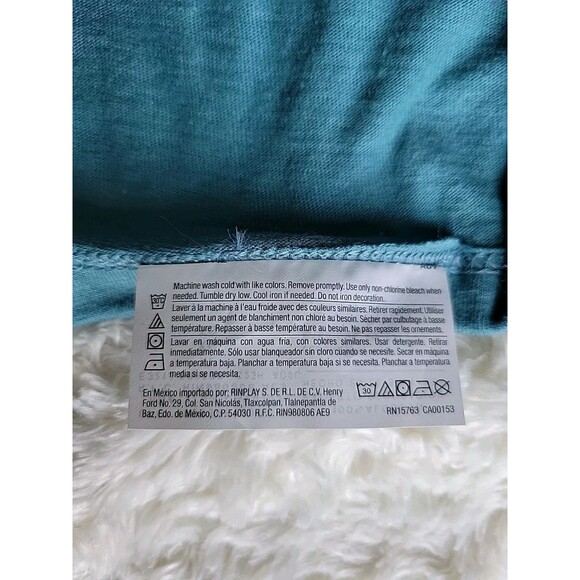 Machine wash cold with like colors. Remove promptly. Use only non-chlorine bleach when
needed. Tumble dry low. Cool iron if needed. Do not iron decoration.
Laver à la machine à l'eau froide avec des couleurs similaires. Retirer rapidement. Utiliser
seulement un agent de blanchiment non chloré au besoin. Sécher par culbutage à basse
température. Repasser à basse température au besoin. Ne pas repasser les ornements.
Lavar en máquina con agua fría, con colores similares. Usar detergente. Retirar
inmediatamente. Sólo usar blanqueador sin cloro si se necesita. Secar en máquina
a temperatura baja. Planchar a temperatura baja si se necesita. Planchar a temperatura
media si se necesita.
En México importado por: RINPLAY S. DE R.L. DE C.V. Henry
Ford No. 29, Col. San Nicolás, Tlaxcolpan, Tlalnepantla de
Baz, Edo. de México, C.P. 54030 R.F.C. RIN980806 AE9
30
RN15763 CA00153